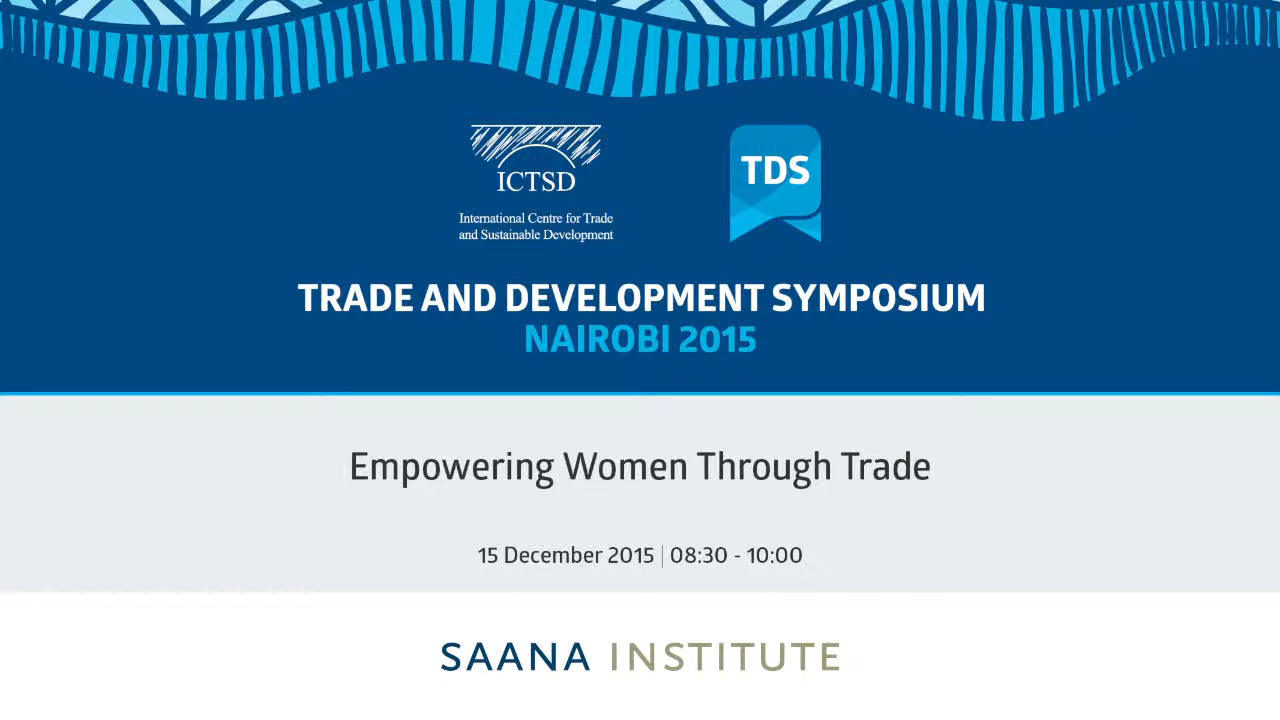 ICTSD
International Centre for Trade
and Sustainable Development
TDS
TRADE AND DEVELOPMENT SYMPOSIUM
NAIROBI 2015
Empowering Women Through Trade
15 December 2015 | 08:30 - 10:00
SAANA INSTITUTE